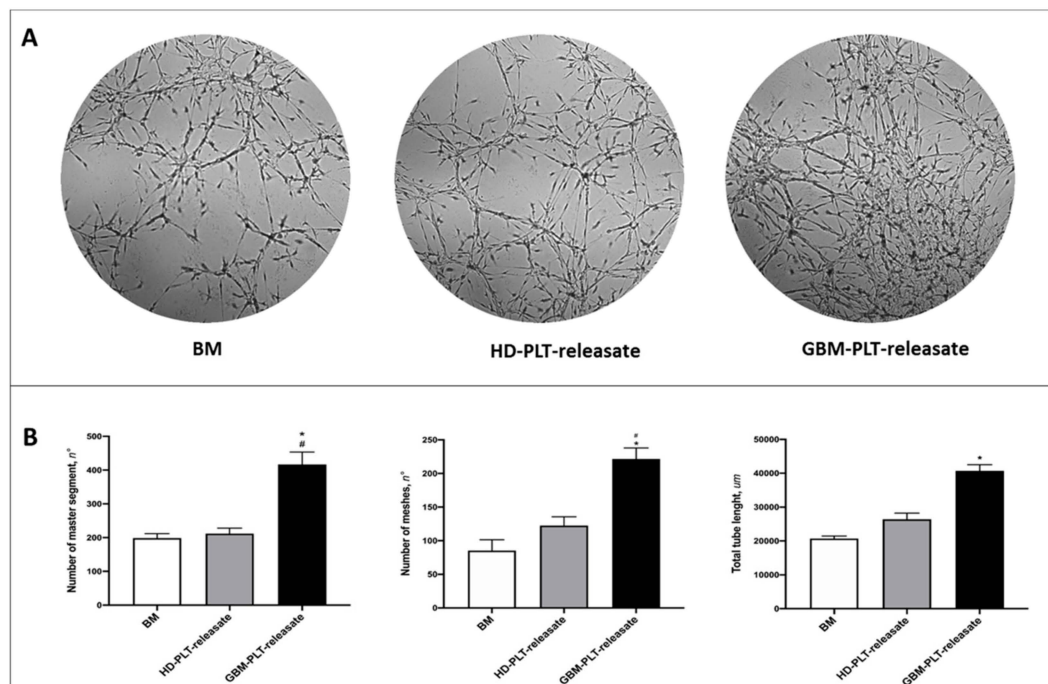 A
BM
HD-PLT-releasate
GBM-PLT-releasate
B
Number of master segment, n°
500
400
300
200
100
0
*
#
BM
HD-PLT-releasate
GBM-PLT-releasate
Number of meshes, n°
250
200
150
100
50
0
#
*
BM
HD-PLT-releasate
GBM-PLT-releasate
Total tube lenght, um
50000
40000
30000
20000
10000
0
*
BM
HD-PLT-releasate
GBM-PLT-releasate